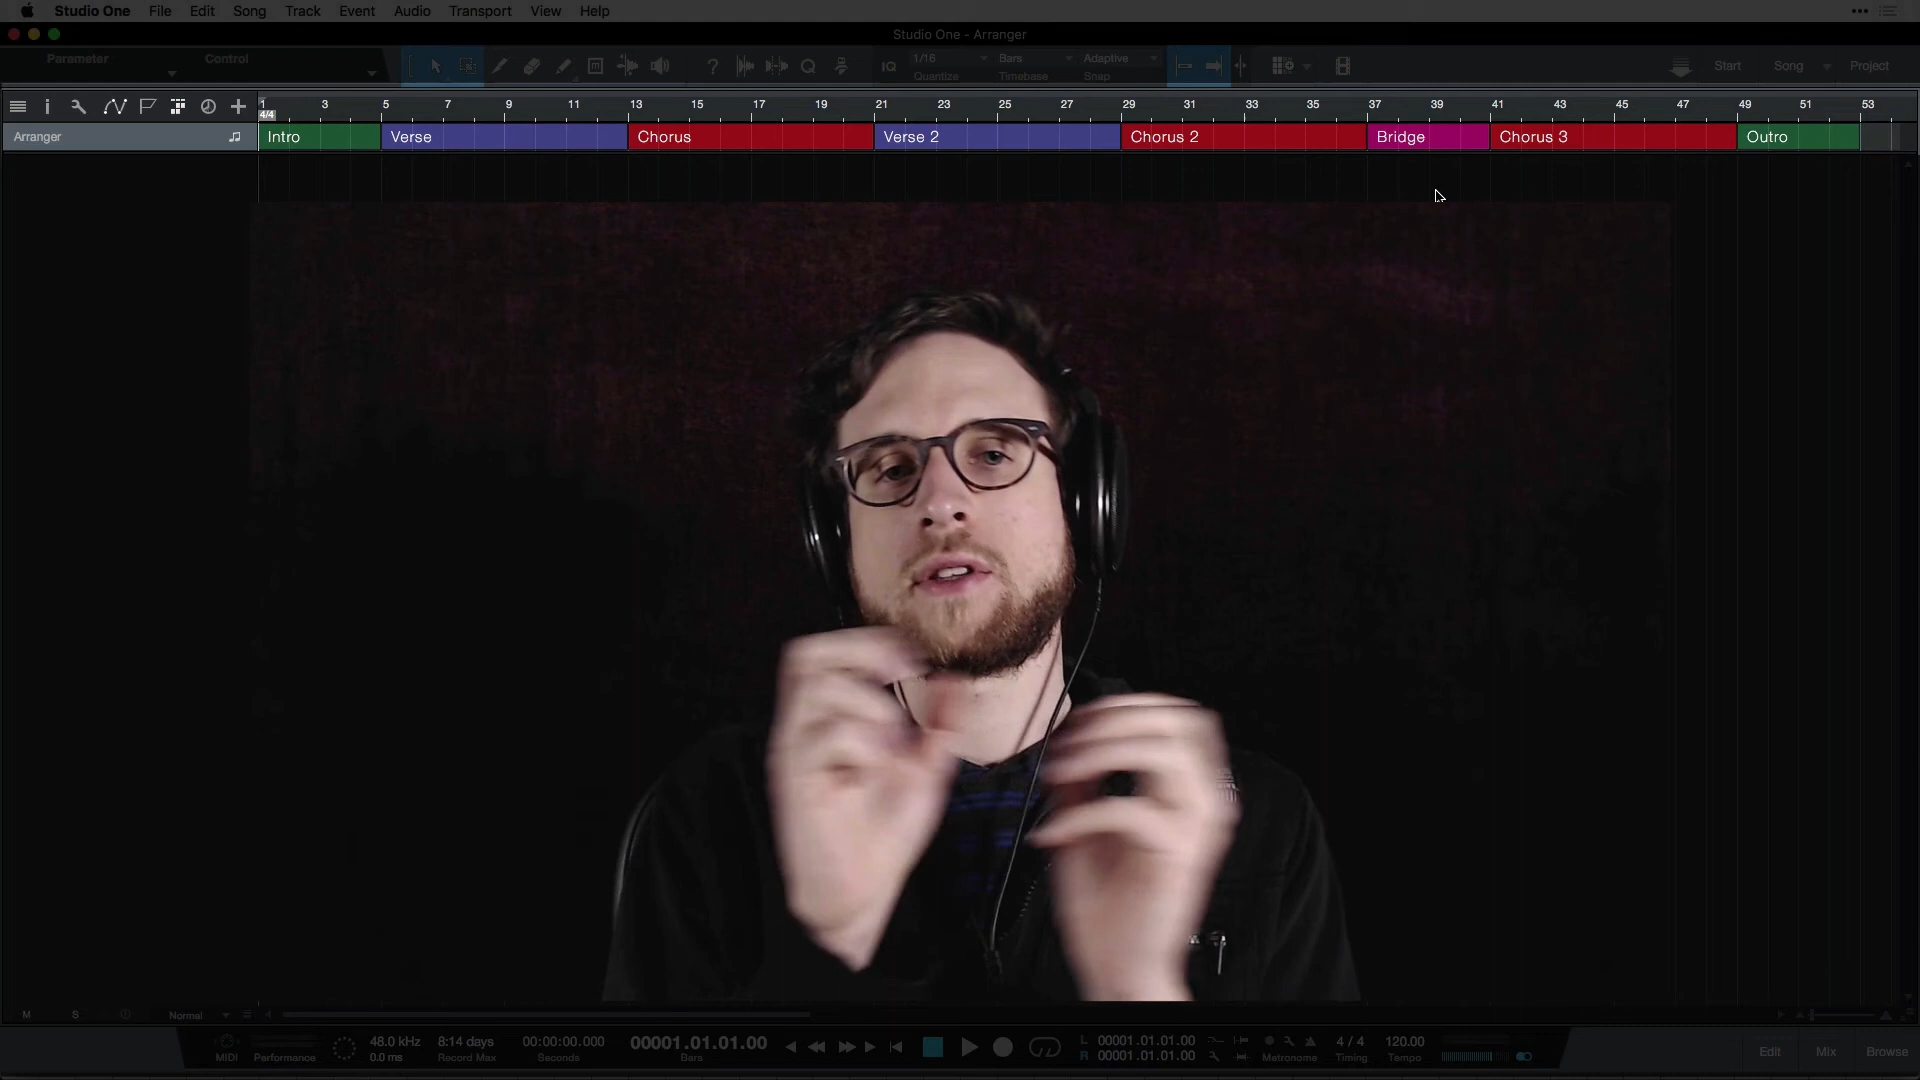 Studio One File Edit Song Track Event Audio Transport View Help
Studio One - Arranger
Parameter Control
1/16 Bars Adaptive
IQ Quantize Timebase Snap
Start Song Project
1 3 5 7 9 11 13 15 17 19 21 23 25 27 29 31 33 35 37 39 41 43 45 47 49 51 53
4/4
Arranger Intro Verse Chorus Verse 2 Chorus 2 Bridge Chorus 3 Outro
M S Normal
48.0 kHz 8:14 days 00:00:00.000 00001.01.01.00 L 00001.01.01.00 4 / 4 120.00
MIDI Performance 0.0 ms Record Max Seconds Bars R 00001.01.01.00 Metronome Timing Tempo
Edit Mix Browse